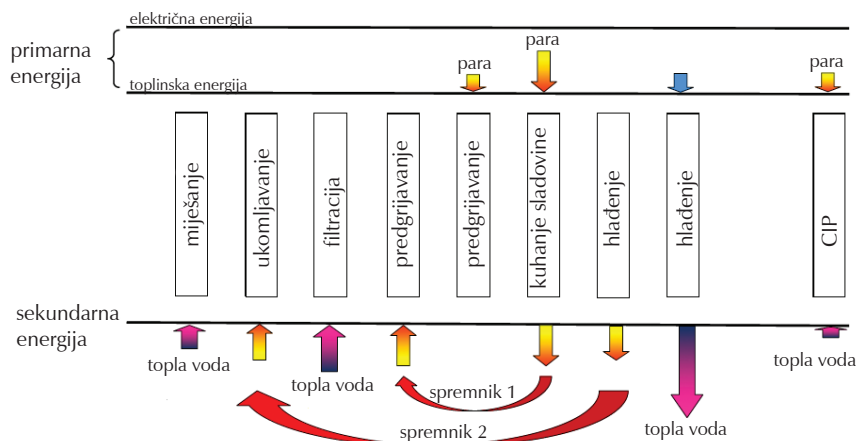 električna energija
primarna
energija
toplinska energija
para
para
para
miješanje
ukomljavanje
filtracija
predgrijavanje
predgrijavanje
kuhanje sladovine
hlađenje
hlađenje
CIP
sekundarna
energija
topla voda
topla voda
topla voda
topla voda
spremnik 1
spremnik 2